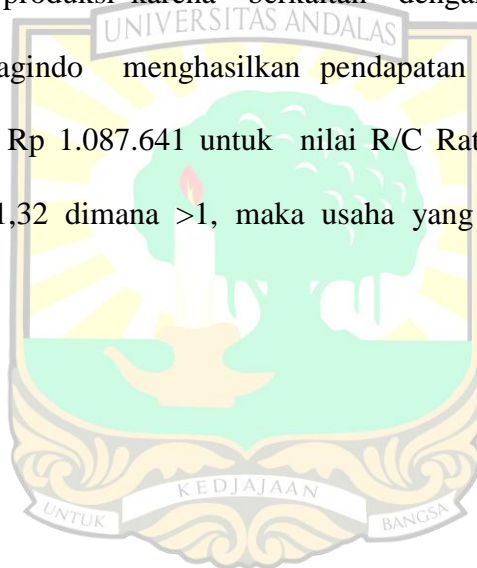 produksi karena berkaitan dengan
UNIVERSITAS ANDALAS
agindo menghasilkan pendapatan
Rp 1.087.641 untuk nilai R/C Rat
1,32 dimana >1, maka usaha yang
KEDJAJAAN
UNTUK BANGSA